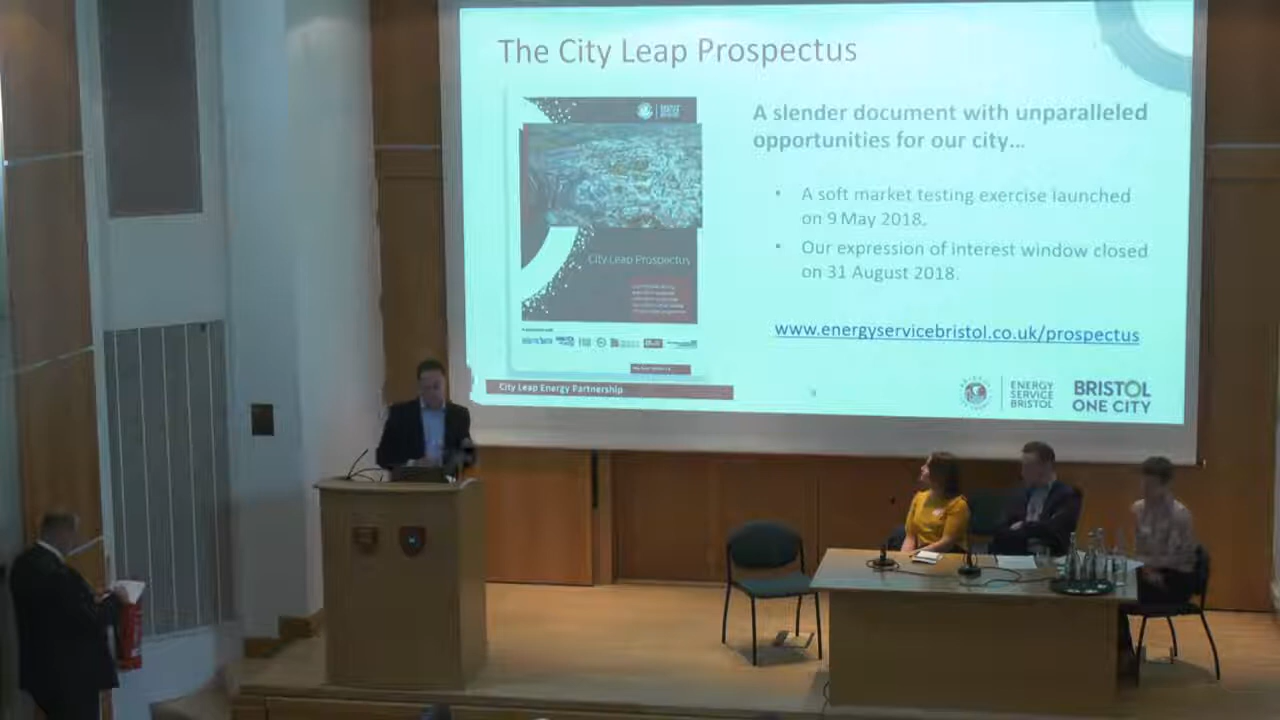 The City Leap Prospectus
A slender document with unparalleled
opportunities for our city...
• A soft market testing exercise launched
on 9 May 2018.
• Our expression of interest window closed
on 31 August 2018.
www.energyservicebristol.co.uk/prospectus
City Leap Prospectus
City Leap Energy Partnership
ENERGY
SERVICE
BRISTOL
BRISTOL
ONE CITY